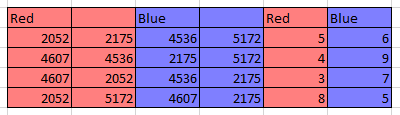 Red Blue Red Blue
2052 2175 4536 5172 5 6
4607 4536 2175 5172 4 9
4607 2052 4536 2175 3 7
2052 5172 4607 2175 8 5